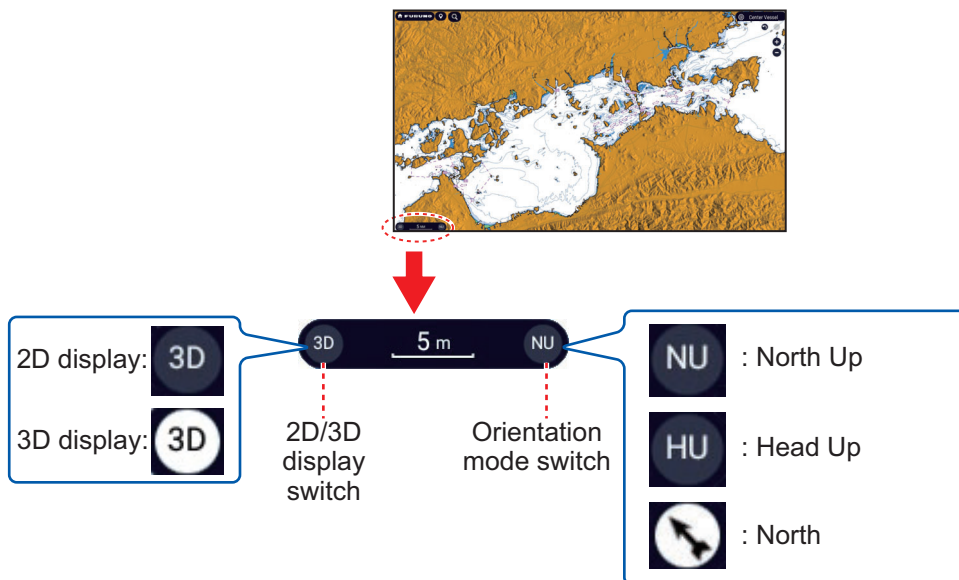 FURUNO
Center Vessel
2D display: 3D
3D display: 3D
3D 5 m NU
2D/3D
display
switch
Orientation
mode switch
NU : North Up
HU : Head Up
: North